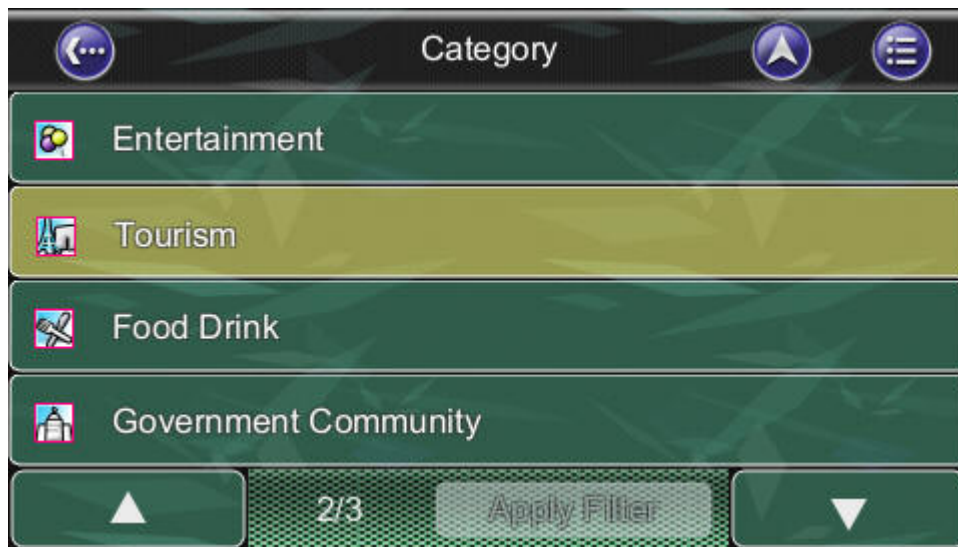 Category
Entertainment
Tourism
Food Drink
Government Community
2/3 Apply Filter